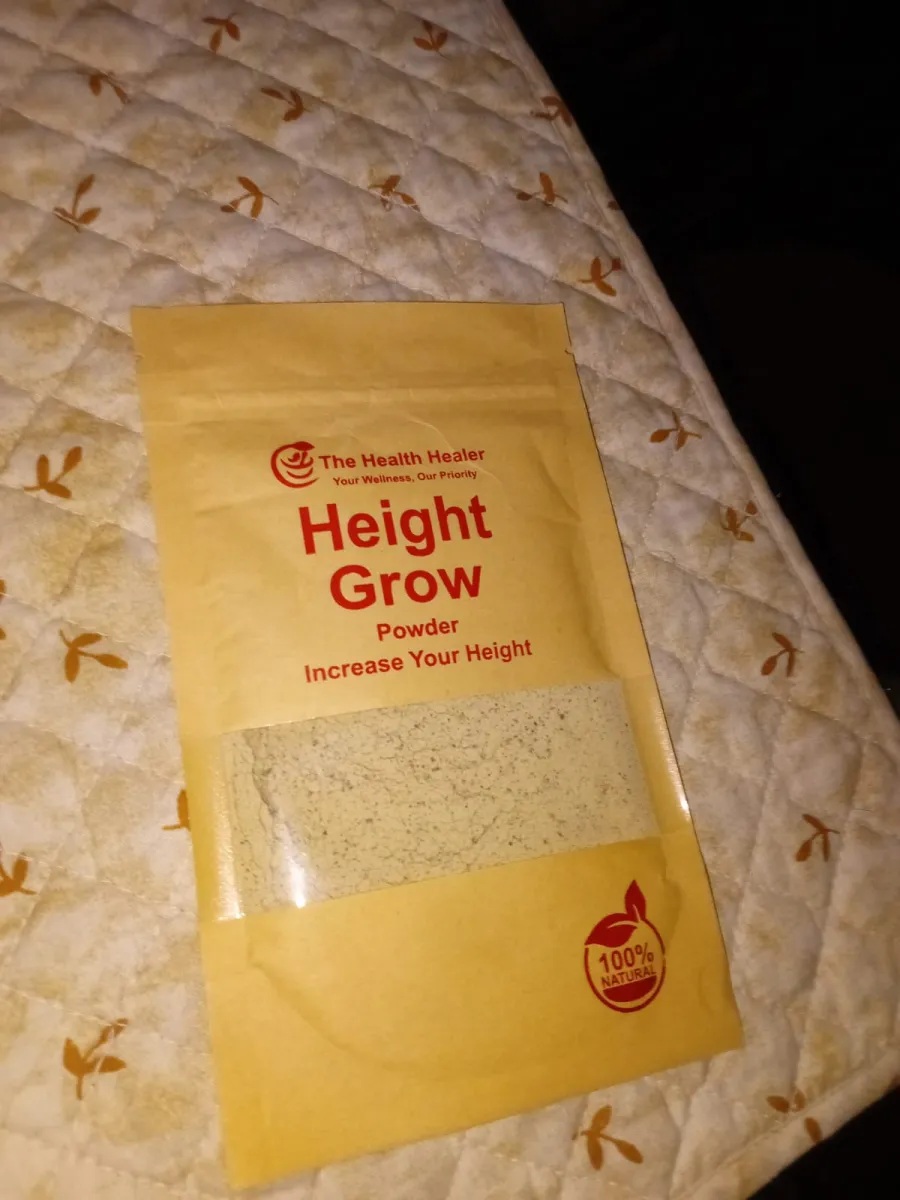 The Health Healer
Your Wellness, Our Priority
Height
Grow
Powder
Increase Your Height
100%
NATURAL